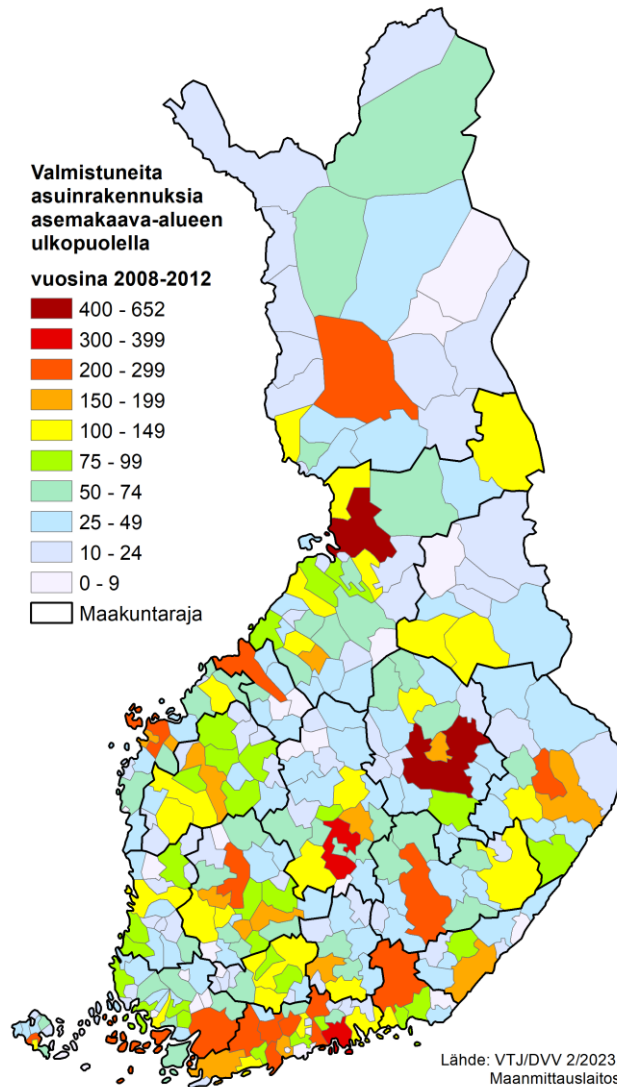 Valmistuneita
asuinrakennuksia
asemakaava-alueen
ulkopuolella
vuosina 2008-2012
400 - 652
300 - 399
200 - 299
150 - 199
100 - 149
75 - 99
50 - 74
25 - 49
10 - 24
0 - 9
Maakuntaraja
Lähde: VTJ/DVV 2/2023
Maanmittauslaitos